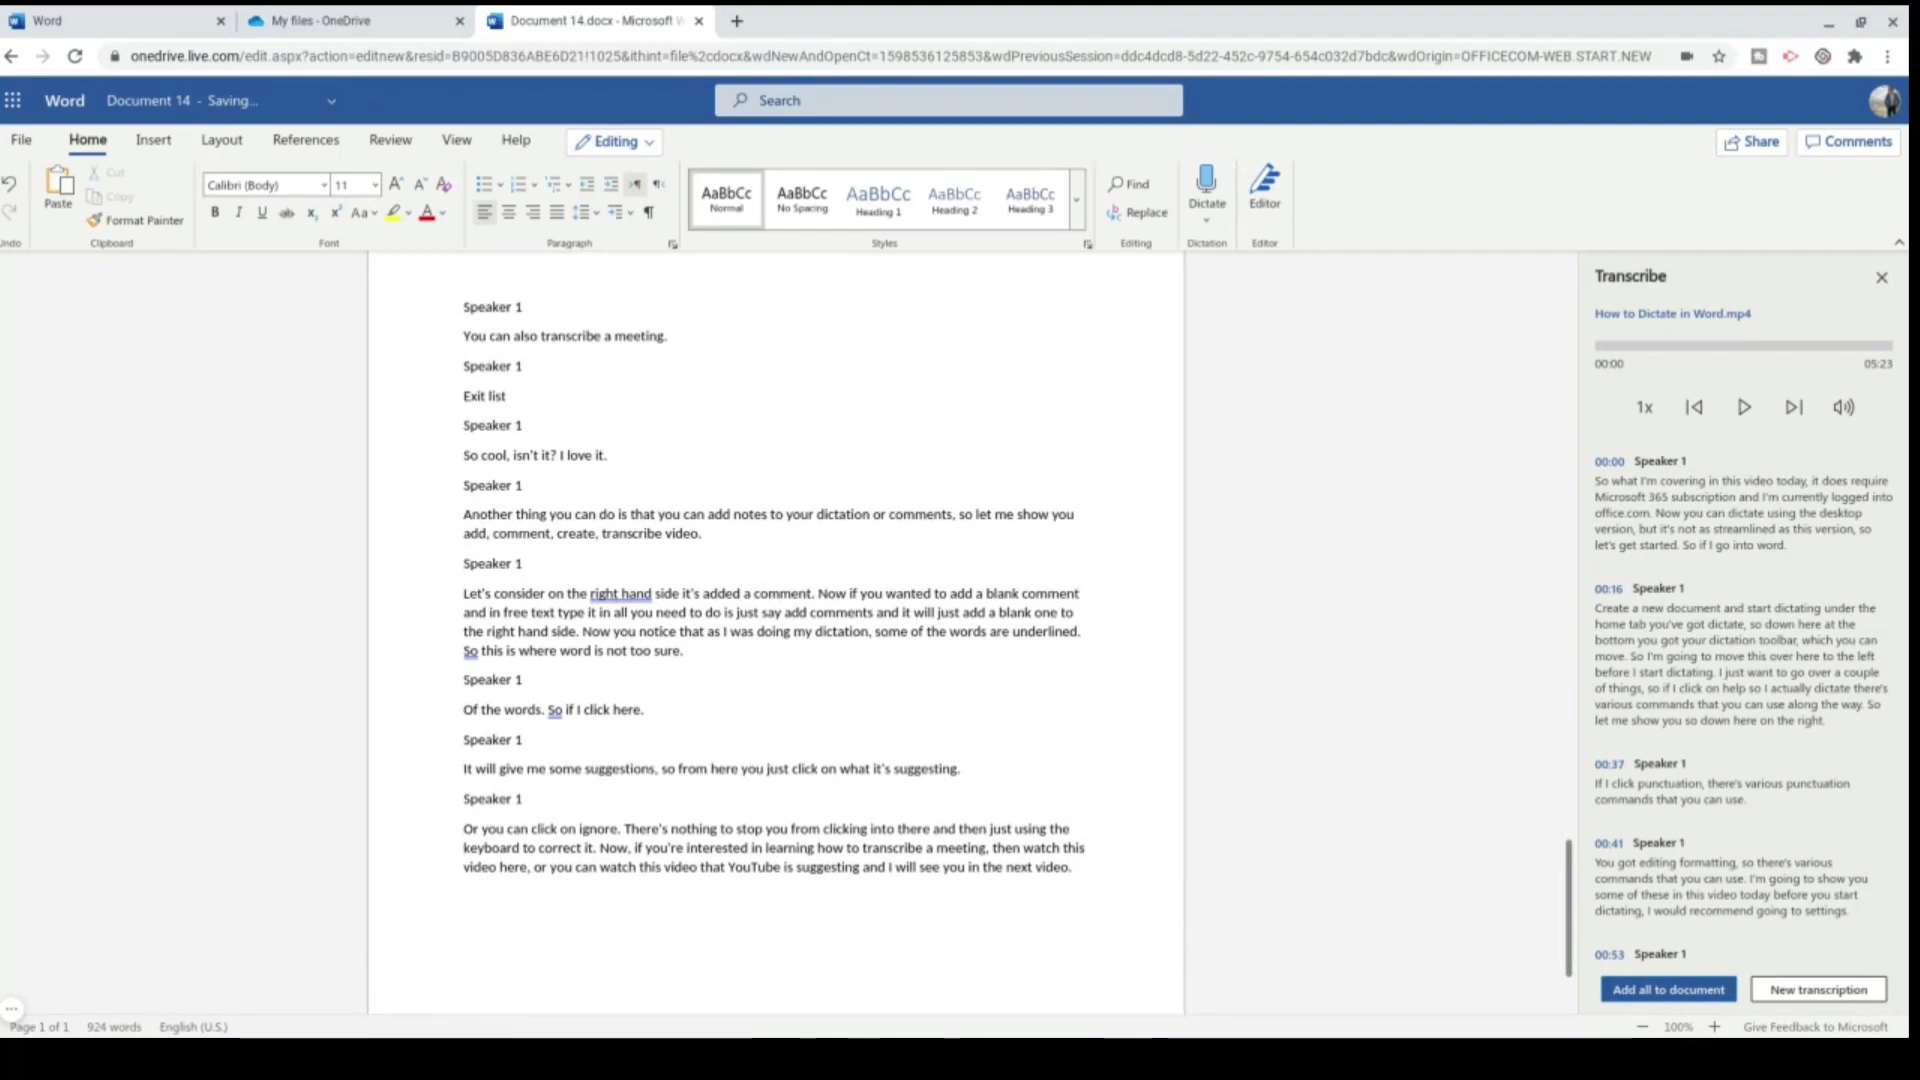 Word
My files - OneDrive
Document 14.docx - Microsoft W
onedrive.live.com/edit.aspx?action=editnew&resid=B9005D836ABE6D21!1025&ithint=file%2cdocx&wdNewAndOpenCt=1598536125853&wdPreviousSession=ddc4dcd8-5d22-452c-9754-654c032d7bdc&wdOrigin=OFFICECOM-WEB.START.NEW
Word Document 14 - Saving...
Search
File Home Insert Layout References Review View Help Editing
Share Comments
Paste
Cut
Copy
Format Painter
Calibri (Body) 11
AaBbCc Normal
AaBbCc No Spacing
AaBbCc Heading 1
AaBbCc Heading 2
AaBbCc Heading 3
Find
Replace
Dictate
Editor
Undo Clipboard Font Paragraph Styles Editing Dictation Editor
Speaker 1
You can also transcribe a meeting.
Speaker 1
Exit list
Speaker 1
So cool, isn't it? I love it.
Speaker 1
Another thing you can do is that you can add notes to your dictation or comments, so let me show you
add, comment, create, transcribe video.
Speaker 1
Let's consider on the right hand side it's added a comment. Now if you wanted to add a blank comment
and in free text type it in all you need to do is just say add comments and it will just add a blank one to
the right hand side. Now you notice that as I was doing my dictation, some of the words are underlined.
So this is where word is not too sure.
Speaker 1
Of the words. So if I click here.
Speaker 1
It will give me some suggestions, so from here you just click on what it's suggesting.
Speaker 1
Or you can click on ignore. There's nothing to stop you from clicking into there and then just using the
keyboard to correct it. Now, if you're interested in learning how to transcribe a meeting, then watch this
video here, or you can watch this video that YouTube is suggesting and I will see you in the next video.
Transcribe
How to Dictate in Word.mp4
00:00 05:23
1x
00:00 Speaker 1
So what I'm covering in this video today, it does require
Microsoft 365 subscription and I'm currently logged into
office.com. Now you can dictate using the desktop
version, but it's not as streamlined as this version, so
let's get started. So if I go into word.
00:16 Speaker 1
Create a new document and start dictating under the
home tab you've got dictate, so down here at the
bottom you got your dictation toolbar, which you can
move. So I'm going to move this over here to the left
before I start dictating. I just want to go over a couple
of things, so if I click on help so I actually dictate there's
various commands that you can use along the way. So
let me show you so down here on the right.
00:37 Speaker 1
If I click punctuation, there's various punctuation
commands that you can use.
00:41 Speaker 1
You got editing formatting, so there's various
commands that you can use. I'm going to show you
some of these in this video today before you start
dictating, I would recommend going to settings.
00:53 Speaker 1
Add all to document New transcription
Page 1 of 1 924 words English (U.S.)
100% Give Feedback to Microsoft